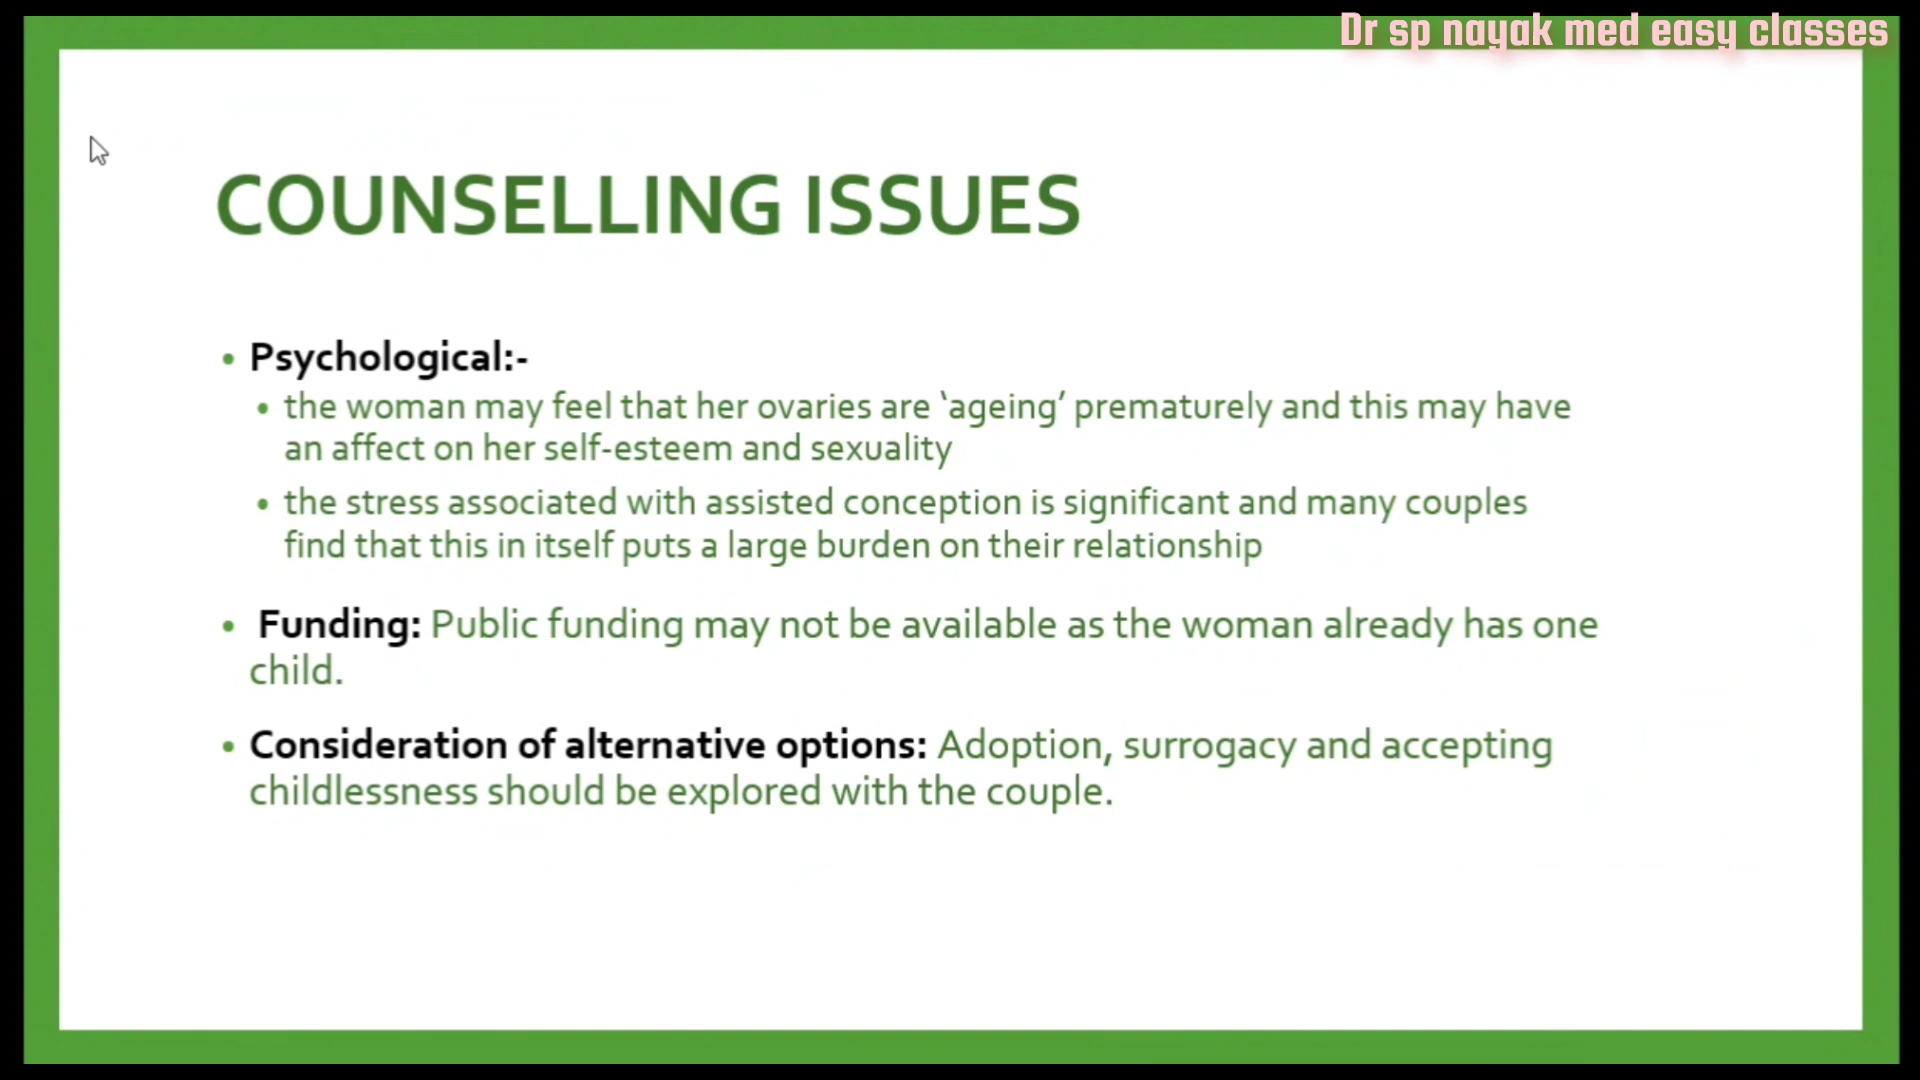 Dr sp nayak med easy classes
COUNSELLING ISSUES
• Psychological:-
• the woman may feel that her ovaries are ‘ageing’ prematurely and this may have
an affect on her self-esteem and sexuality
• the stress associated with assisted conception is significant and many couples
find that this in itself puts a large burden on their relationship
• Funding: Public funding may not be available as the woman already has one
child.
• Consideration of alternative options: Adoption, surrogacy and accepting
childlessness should be explored with the couple.